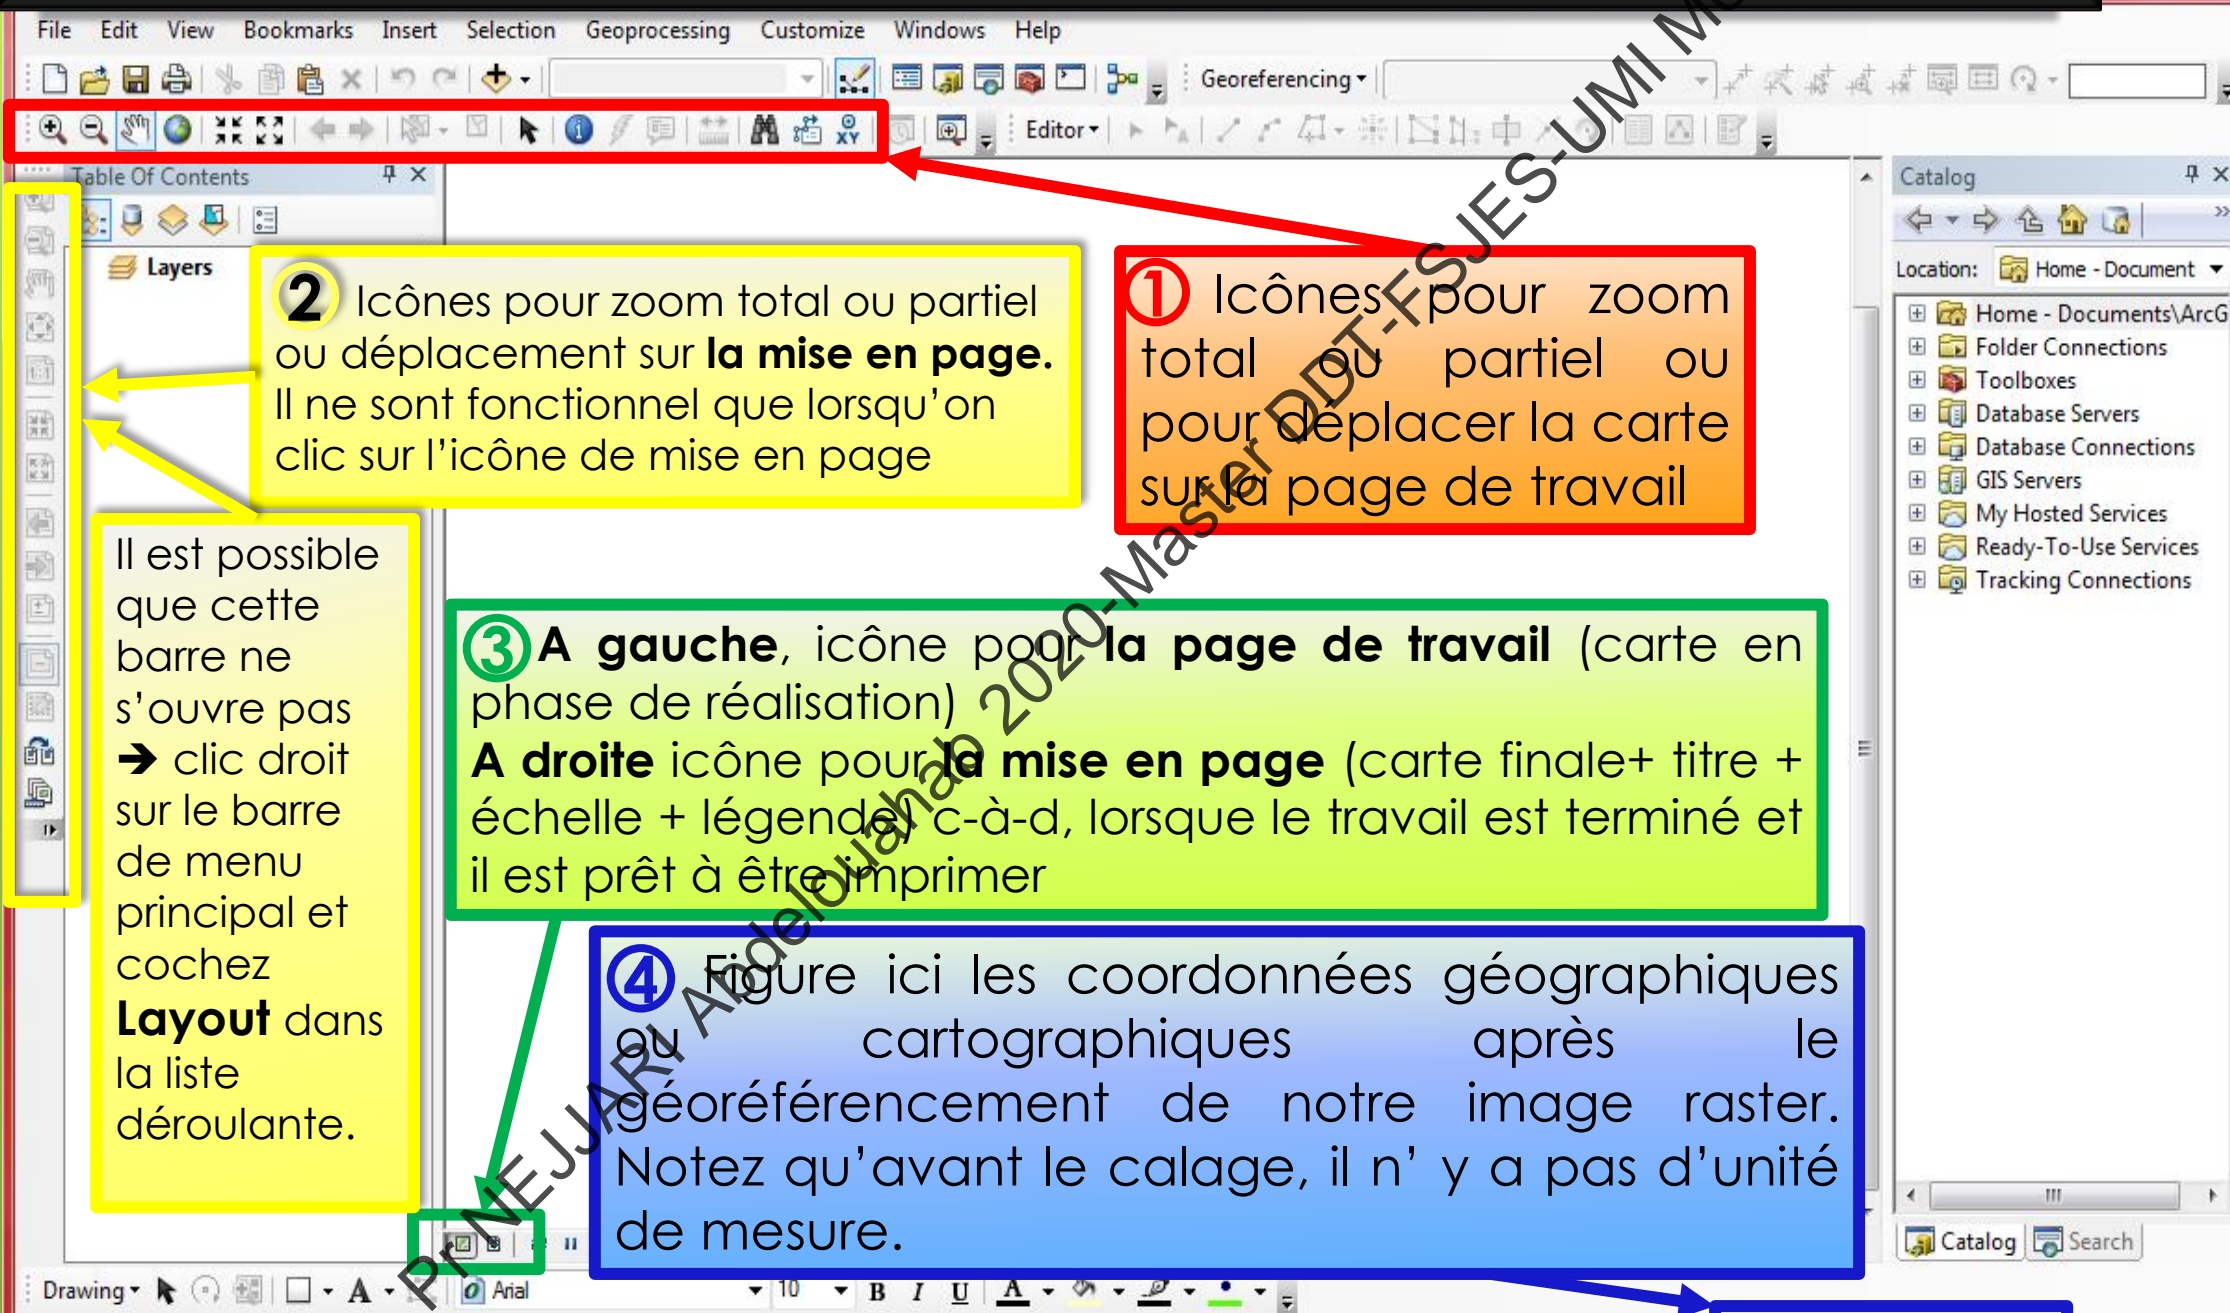 File Edit View Bookmarks Insert Selection Geoprocessing Customize Windows Help
Georeferencing
Editor
Table Of Contents
Layers
② Icônes pour zoom total ou partiel
ou déplacement sur la mise en page.
Il ne sont fonctionnel que lorsqu'on
clic sur l'icône de mise en page
① Icônes pour zoom
total ou partiel ou
pour déplacer la carte
sur la page de travail
Il est possible
que cette
barre ne
s'ouvre pas
➔ clic droit
sur le barre
de menu
principal et
cochez
Layout dans
la liste
déroulante.
③ A gauche, icône pour la page de travail (carte en
phase de réalisation)
A droite icône pour la mise en page (carte finale+ titre +
échelle + légende) c-à-d, lorsque le travail est terminé et
il est prêt à être imprimer
④ Figure ici les coordonnées géographiques
ou cartographiques après le
géoréférencement de notre image raster.
Notez qu'avant le calage, il n' y a pas d'unité
de mesure.
Catalog
Location: Home - Document
Home - Documents\ArcG
Folder Connections
Toolboxes
Database Servers
Database Connections
GIS Servers
My Hosted Services
Ready-To-Use Services
Tracking Connections
Catalog Search
Drawing A Arial 10 B I U A
Pr NEJJARI Abdelouahab 2020-Master DDT-FSJES-UMI